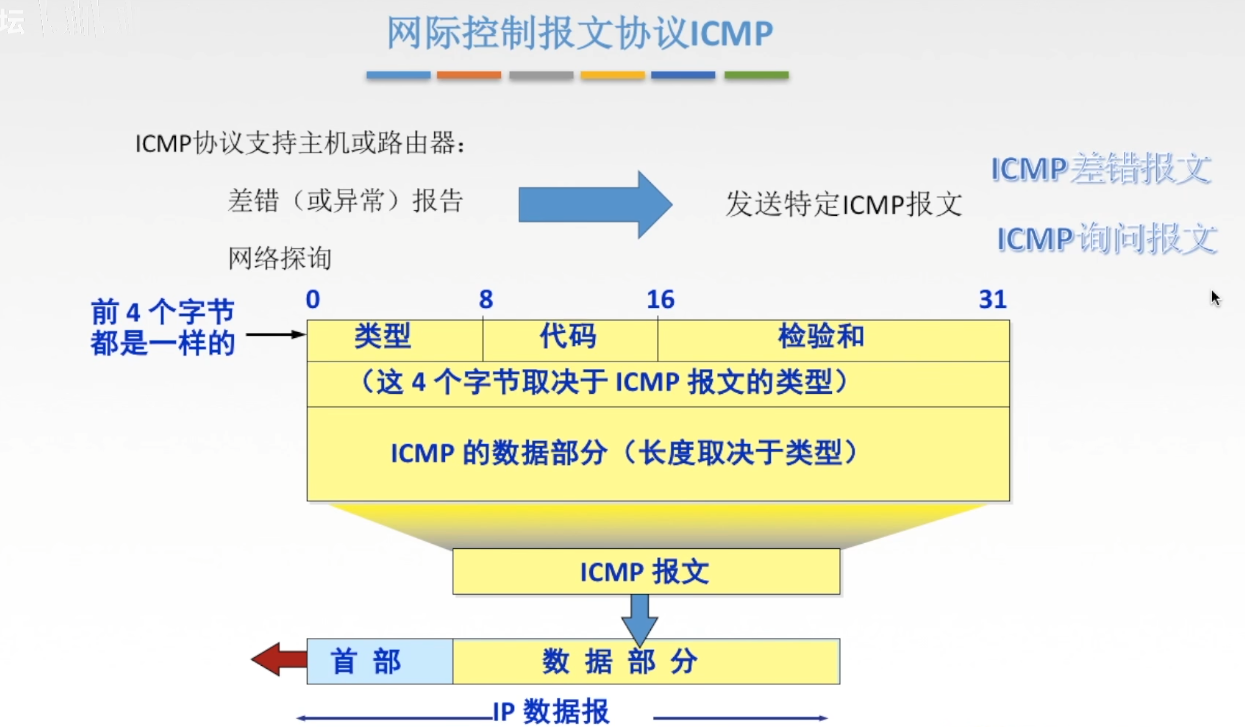 坛
网际控制报文协议ICMP
ICMP协议支持主机或路由器：
差错（或异常）报告
网络探询
发送特定ICMP报文
ICMP差错报文
ICMP询问报文
前 4 个字节
都是一样的
0 8 16 31
类型 代码 检验和
（这 4 个字节取决于 ICMP 报文的类型）
ICMP 的数据部分（长度取决于类型）
ICMP 报文
首 部 数 据 部 分
IP 数据报